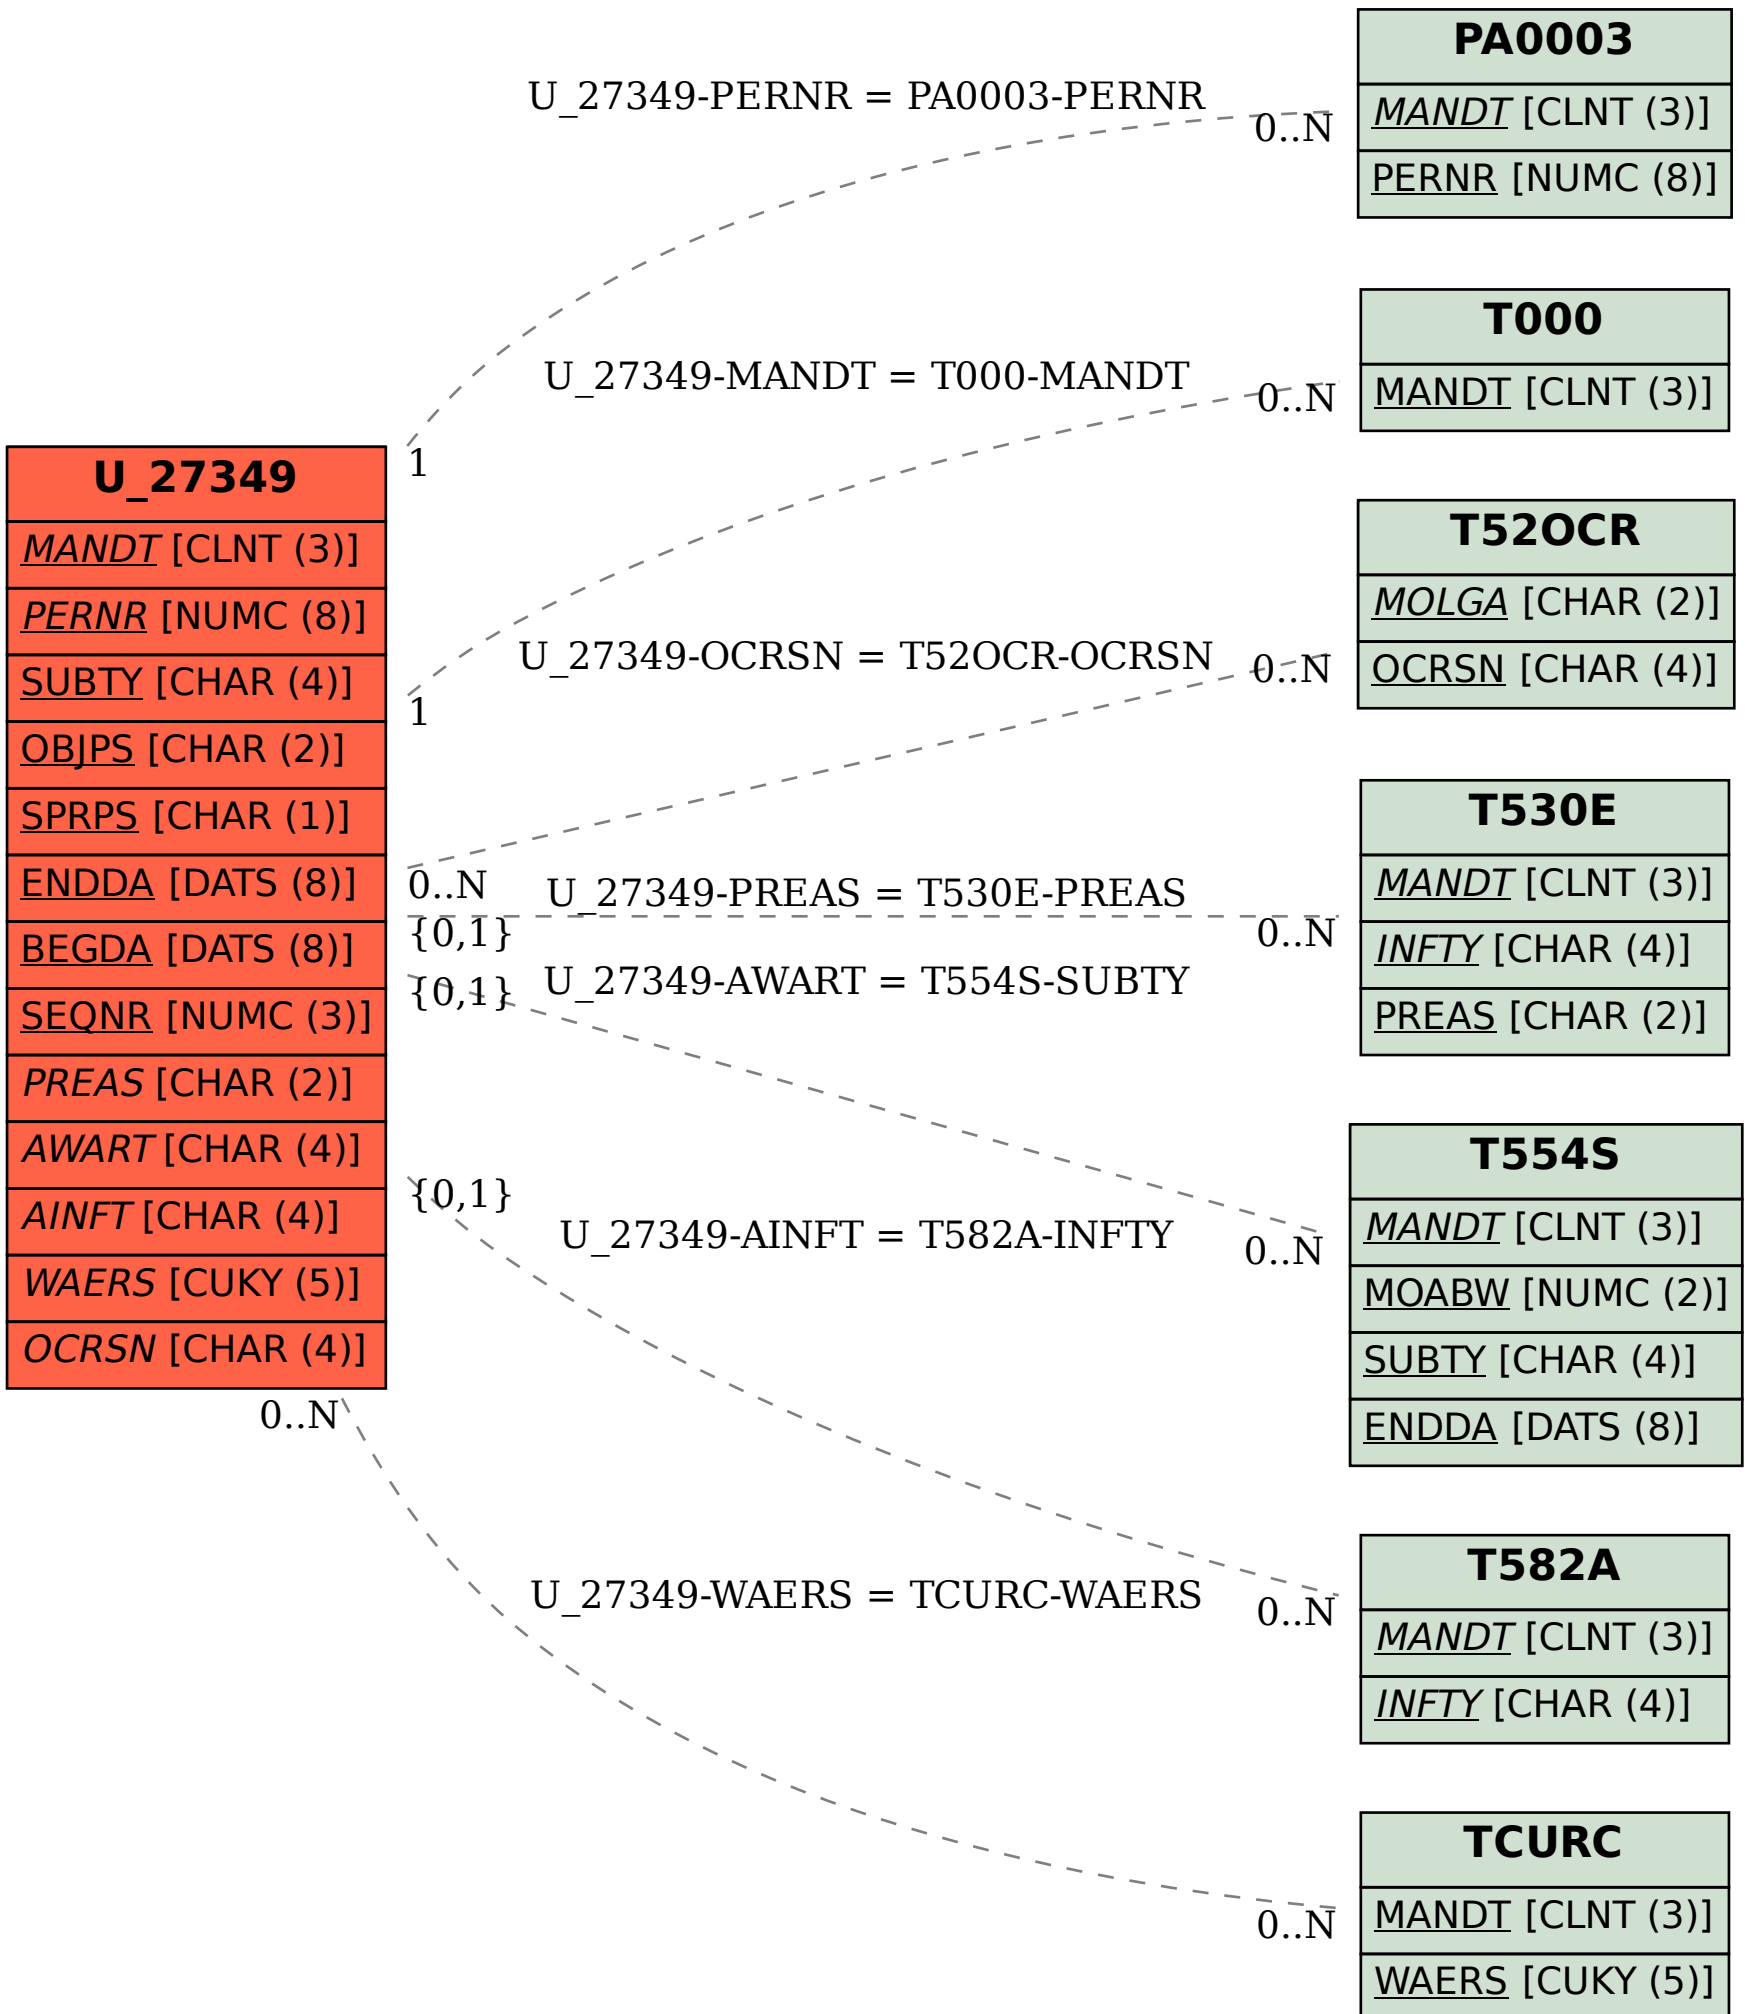 U_27349
MANDT [CLNT (3)]
PERNR [NUMC (8)]
SUBTY [CHAR (4)]
OBJPS [CHAR (2)]
SPRPS [CHAR (1)]
ENDDA [DATS (8)]
BEGDA [DATS (8)]
SEQNR [NUMC (3)]
PREAS [CHAR (2)]
AWART [CHAR (4)]
AINFT [CHAR (4)]
WAERS [CUKY (5)]
OCRSN [CHAR (4)]
U_27349-PERNR = PA0003-PERNR
0..N
1
U_27349-MANDT = T000-MANDT
0..N
1
U_27349-OCRSN = T52OCR-OCRSN
0..N
0..N
U_27349-PREAS = T530E-PREAS
{0,1}
0..N
U_27349-AWART = T554S-SUBTY
{0,1}
0..N
{0,1}
U_27349-AINFT = T582A-INFTY
0..N
0..N
U_27349-WAERS = TCURC-WAERS
0..N
PA0003
MANDT [CLNT (3)]
PERNR [NUMC (8)]
T000
MANDT [CLNT (3)]
T52OCR
MOLGA [CHAR (2)]
OCRSN [CHAR (4)]
T530E
MANDT [CLNT (3)]
INFTY [CHAR (4)]
PREAS [CHAR (2)]
T554S
MANDT [CLNT (3)]
MOABW [NUMC (2)]
SUBTY [CHAR (4)]
ENDDA [DATS (8)]
T582A
MANDT [CLNT (3)]
INFTY [CHAR (4)]
TCURC
MANDT [CLNT (3)]
WAERS [CUKY (5)]